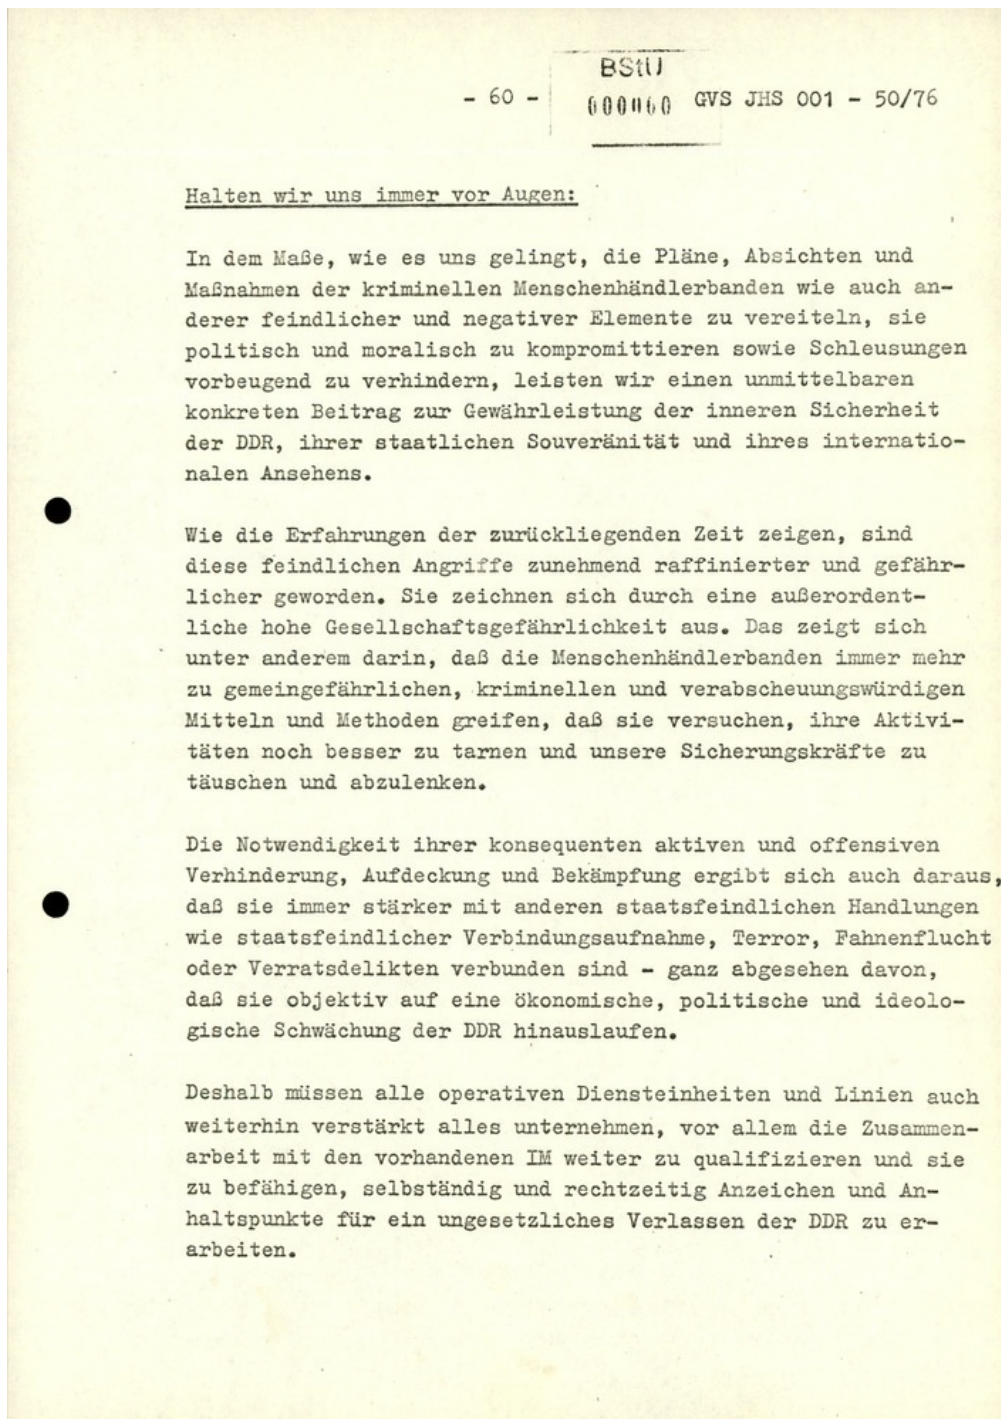 BStU
- 60 - 000060 GVS JHS 001 - 50/76
Halten wir uns immer vor Augen:
In dem Maße, wie es uns gelingt, die Pläne, Absichten und
Maßnahmen der kriminellen Menschenhändlerbanden wie auch an-
derer feindlicher und negativer Elemente zu vereiteln, sie
politisch und moralisch zu kompromittieren sowie Schleusungen
vorbeugend zu verhindern, leisten wir einen unmittelbaren
konkreten Beitrag zur Gewährleistung der inneren Sicherheit
der DDR, ihrer staatlichen Souveränität und ihres internatio-
nalen Ansehens.
Wie die Erfahrungen der zurückliegenden Zeit zeigen, sind
diese feindlichen Angriffe zunehmend raffinierter und gefähr-
licher geworden. Sie zeichnen sich durch eine außerordent-
liche hohe Gesellschaftsgefährlichkeit aus. Das zeigt sich
unter anderem darin, daß die Menschenhändlerbanden immer mehr
zu gemeingefährlichen, kriminellen und verabscheuungswürdigen
Mitteln und Methoden greifen, daß sie versuchen, ihre Aktivi-
täten noch besser zu tarnen und unsere Sicherungskräfte zu
täuschen und abzulenken.
Die Notwendigkeit ihrer konsequenten aktiven und offensiven
Verhinderung, Aufdeckung und Bekämpfung ergibt sich auch daraus,
daß sie immer stärker mit anderen staatsfeindlichen Handlungen
wie staatsfeindlicher Verbindungsaufnahme, Terror, Fahnenflucht
oder Verratsdelikten verbunden sind - ganz abgesehen davon,
daß sie objektiv auf eine ökonomische, politische und ideolo-
gische Schwächung der DDR hinauslaufen.
Deshalb müssen alle operativen Diensteinheiten und Linien auch
weiterhin verstärkt alles unternehmen, vor allem die Zusammen-
arbeit mit den vorhandenen IM weiter zu qualifizieren und sie
zu befähigen, selbständig und rechtzeitig Anzeichen und An-
haltspunkte für ein ungesetzliches Verlassen der DDR zu er-
arbeiten.